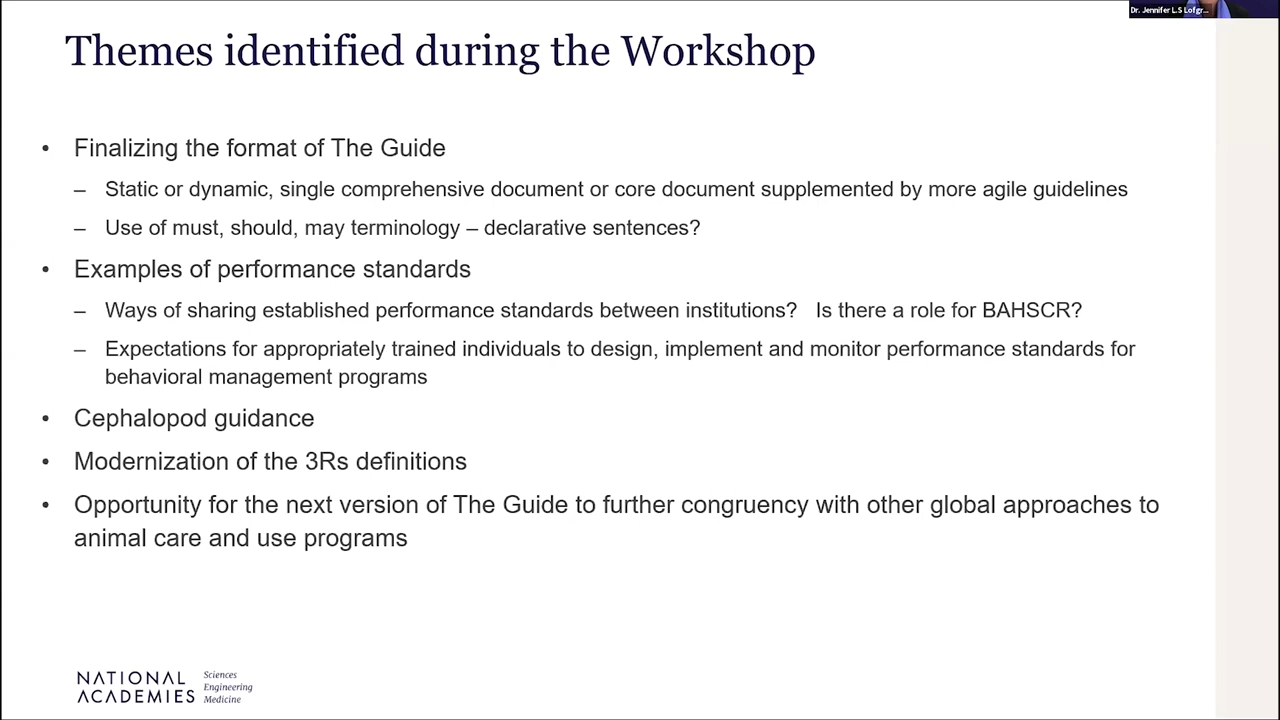 Dr. Jennifer L.S Lofgr...
Themes identified during the Workshop
• Finalizing the format of The Guide
– Static or dynamic, single comprehensive document or core document supplemented by more agile guidelines
– Use of must, should, may terminology – declarative sentences?
• Examples of performance standards
– Ways of sharing established performance standards between institutions? Is there a role for BAHSCR?
– Expectations for appropriately trained individuals to design, implement and monitor performance standards for
behavioral management programs
• Cephalopod guidance
• Modernization of the 3Rs definitions
• Opportunity for the next version of The Guide to further congruency with other global approaches to
animal care and use programs
NATIONAL
ACADEMIES
Sciences
Engineering
Medicine